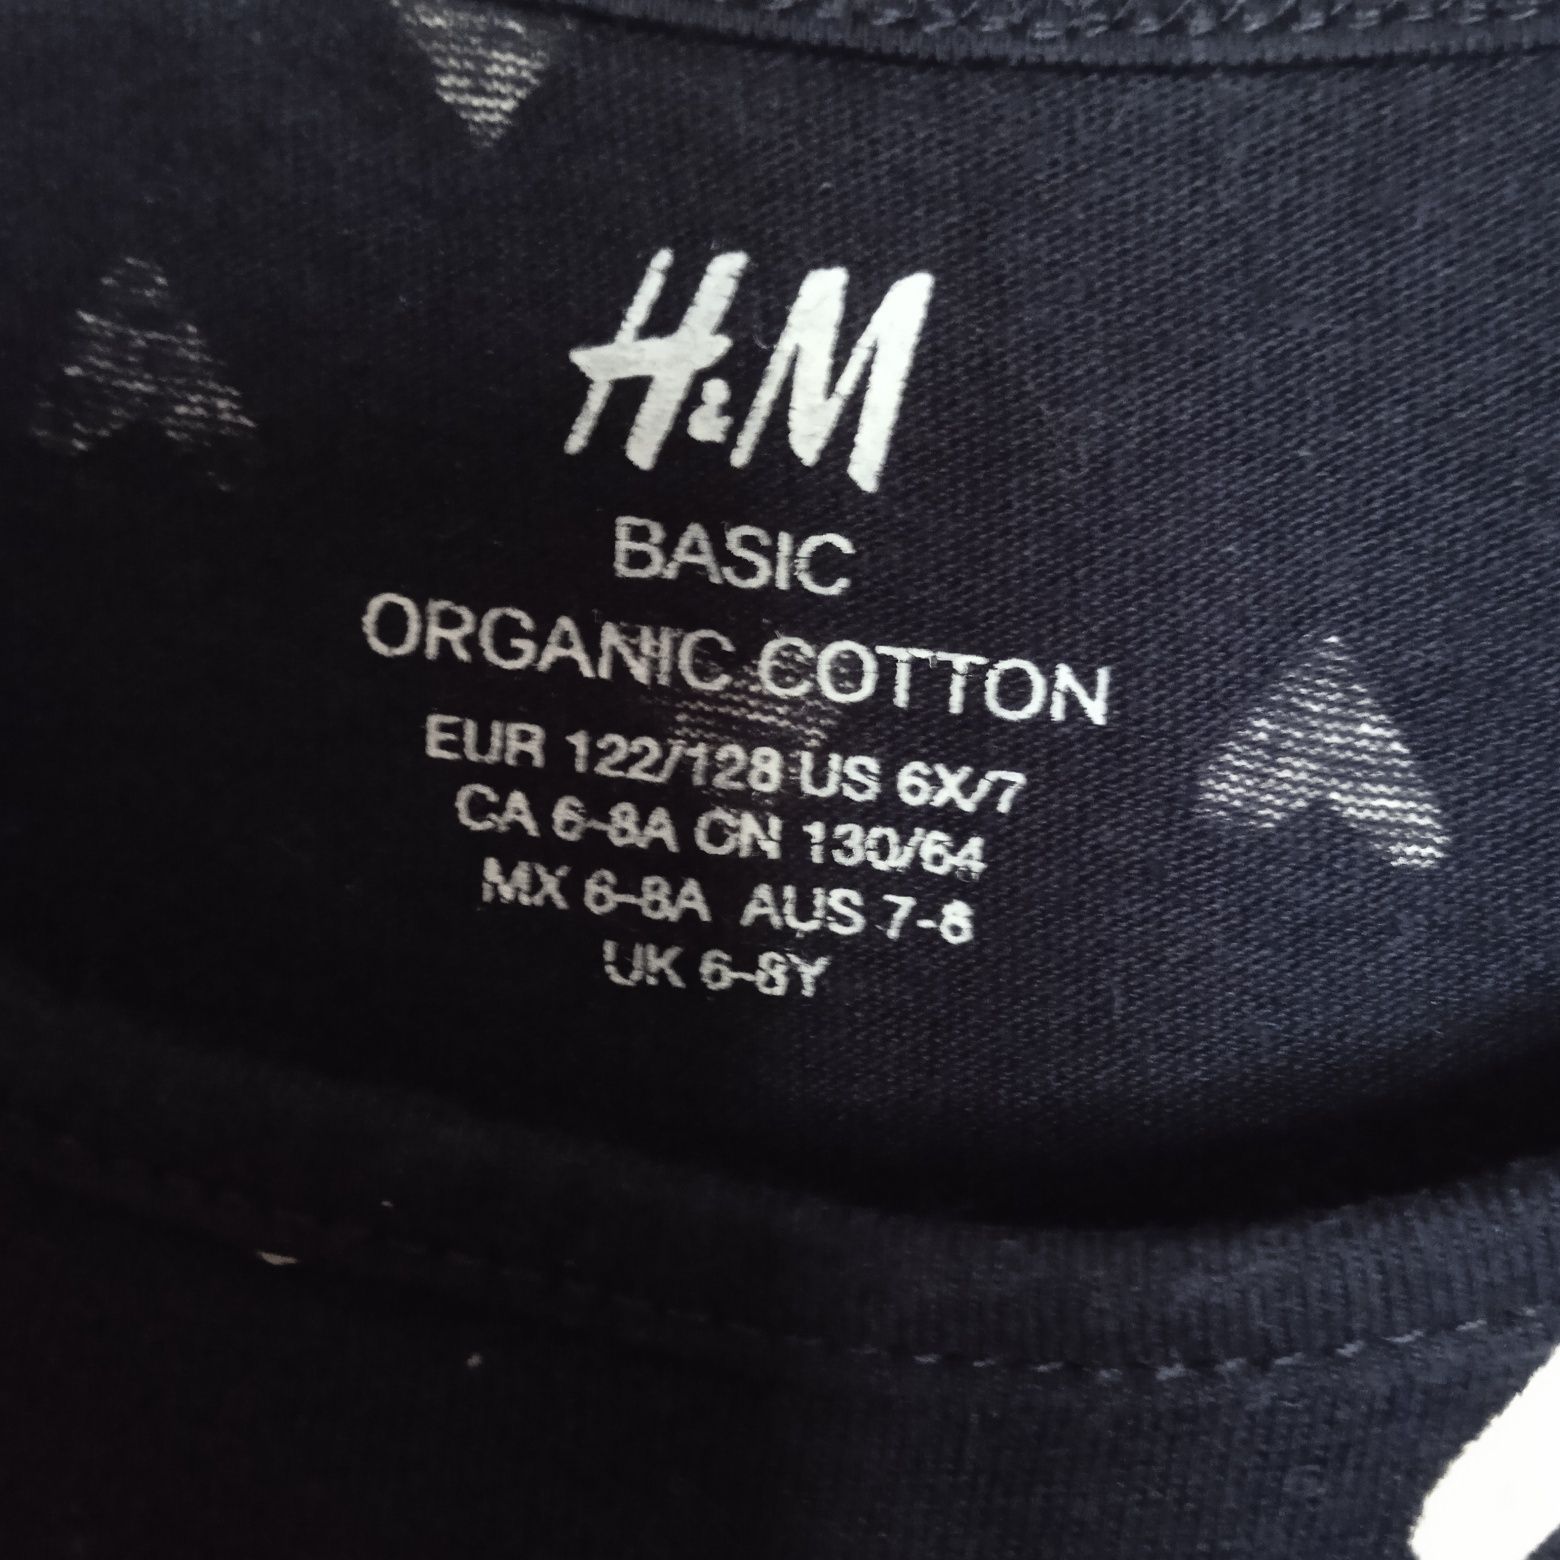 H&M
BASIC
ORGANIC COTTON
EUR 122/128 US 6X/7
CA 6-8A CN 130/64
MX 6-8A AUS 7-8
UK 6-8Y